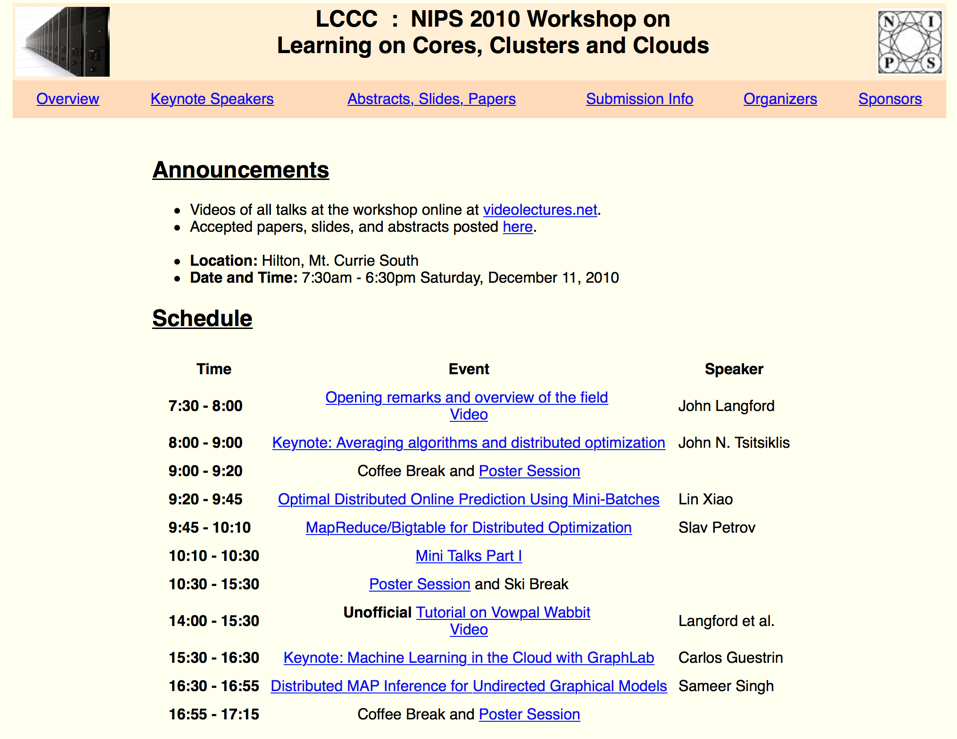 LCCC : NIPS 2010 Workshop on
Learning on Cores, Clusters and Clouds
N I
P S
Overview Keynote Speakers Abstracts, Slides, Papers Submission Info Organizers Sponsors
Announcements
• Videos of all talks at the workshop online at videolectures.net.
• Accepted papers, slides, and abstracts posted here.
• Location: Hilton, Mt. Currie South
• Date and Time: 7:30am - 6:30pm Saturday, December 11, 2010
Schedule
Time Event Speaker
7:30 - 8:00 Opening remarks and overview of the field John Langford
Video
8:00 - 9:00 Keynote: Averaging algorithms and distributed optimization John N. Tsitsiklis
9:00 - 9:20 Coffee Break and Poster Session
9:20 - 9:45 Optimal Distributed Online Prediction Using Mini-Batches Lin Xiao
9:45 - 10:10 MapReduce/Bigtable for Distributed Optimization Slav Petrov
10:10 - 10:30 Mini Talks Part I
10:30 - 15:30 Poster Session and Ski Break
14:00 - 15:30 Unofficial Tutorial on Vowpal Wabbit Langford et al.
Video
15:30 - 16:30 Keynote: Machine Learning in the Cloud with GraphLab Carlos Guestrin
16:30 - 16:55 Distributed MAP Inference for Undirected Graphical Models Sameer Singh
16:55 - 17:15 Coffee Break and Poster Session